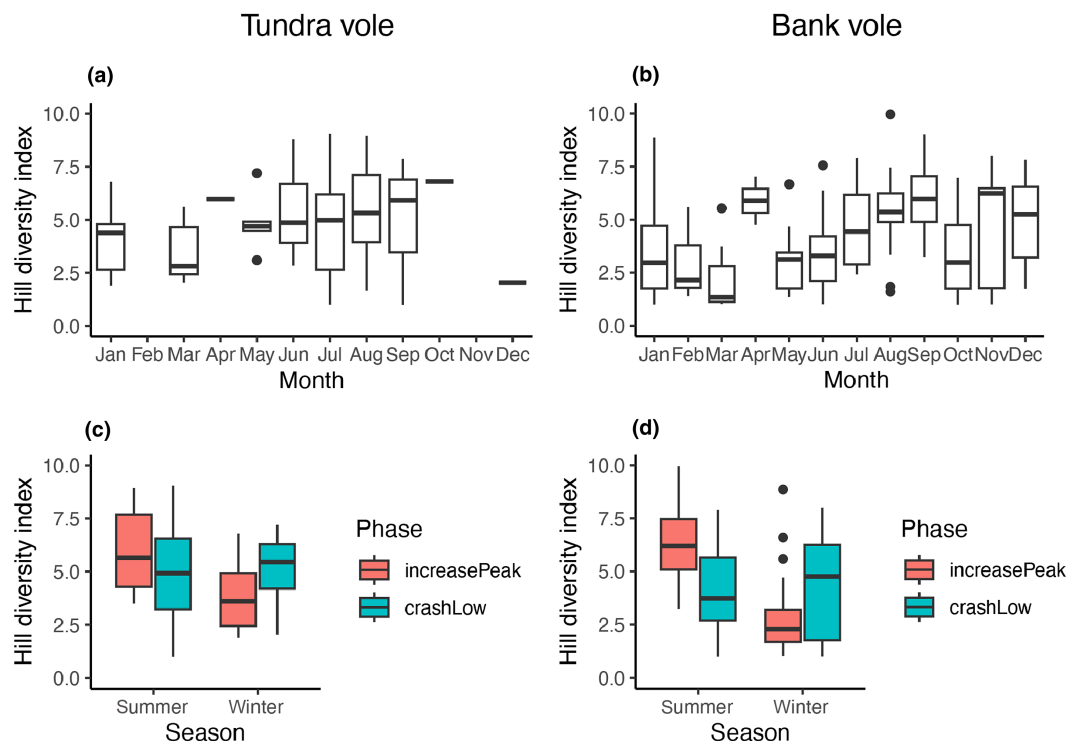 Tundra vole
Bank vole
(a)
Hill diversity index
10.0
7.5
5.0
2.5
0.0
Jan Feb Mar Apr May Jun Jul Aug Sep Oct Nov Dec
Month
(b)
Hill diversity index
10.0
7.5
5.0
2.5
0.0
Jan Feb Mar Apr May Jun Jul Aug Sep Oct Nov Dec
Month
(c)
Hill diversity index
10.0
7.5
5.0
2.5
0.0
Summer Winter
Season
Phase
increasePeak
crashLow
(d)
Hill diversity index
10.0
7.5
5.0
2.5
0.0
Summer Winter
Season
Phase
increasePeak
crashLow